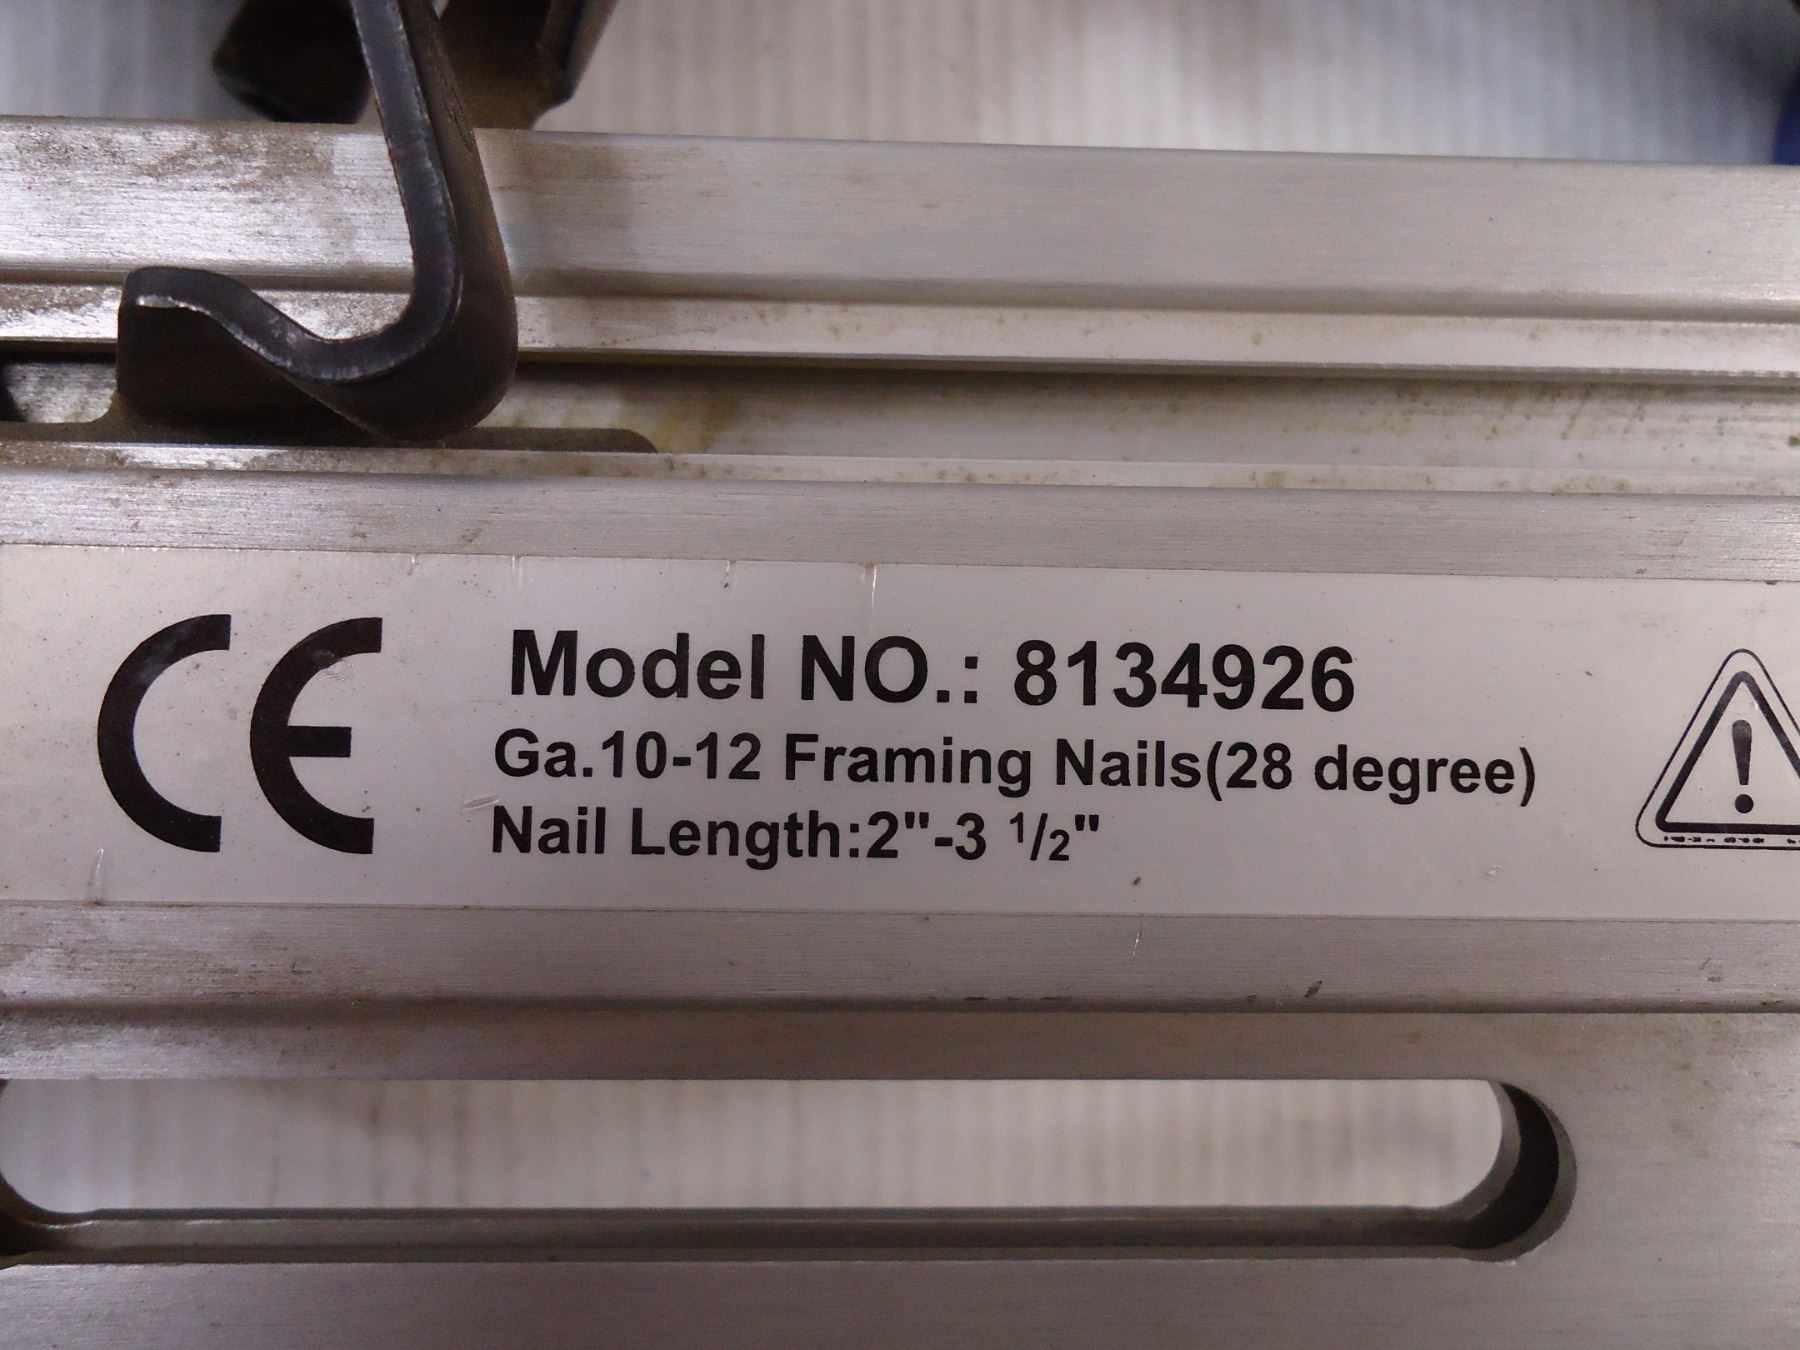 CE
Model NO.: 8134926
Ga.10-12 Framing Nails(28 degree)
Nail Length:2"-3 1/2"
!